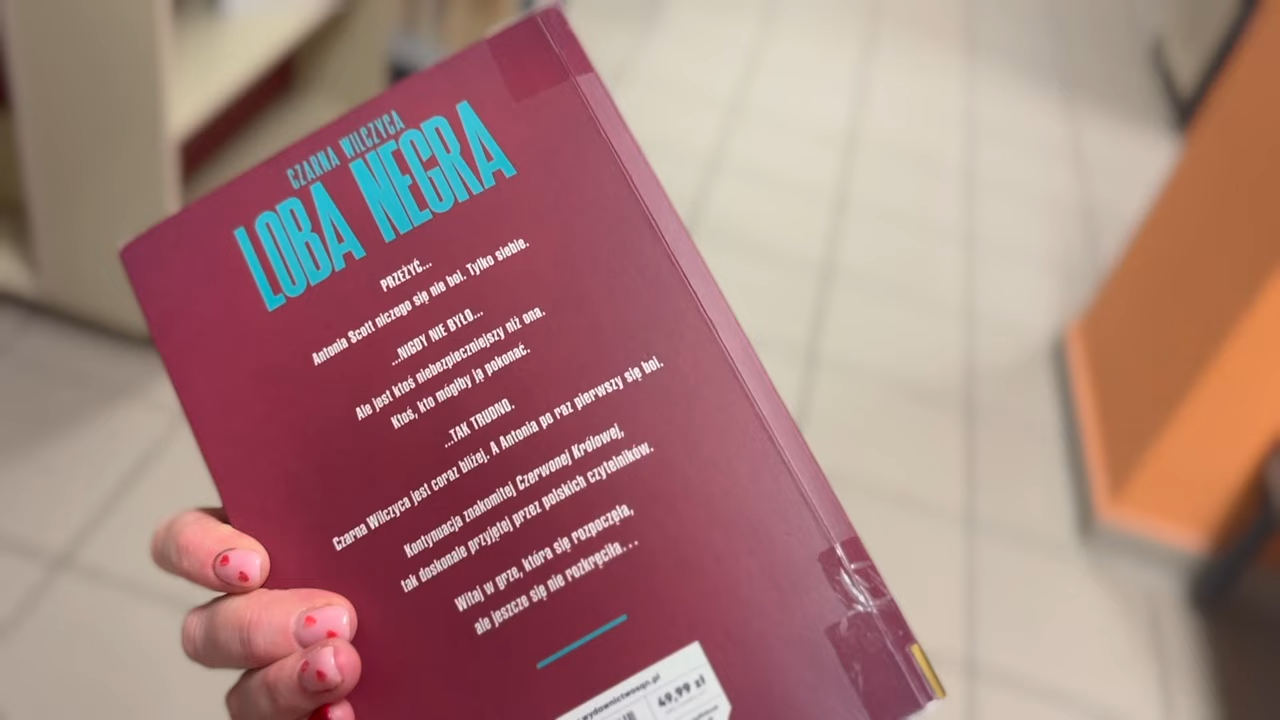 CZARNA WILCZYCA
LOBA NEGRA
PRZEŻYĆ...
Antonia Scott niczego się nie boi. Tylko siebie.
...NIGDY NIE BYŁO...
Ale jest ktoś niebezpieczniejszy niż ona.
Ktoś, kto mógłby ją pokonać.
...TAK TRUDNO.
Czarna Wilczyca jest coraz bliżej. A Antonia po raz pierwszy się boi.
Kontynuacja znakomitej Czerwonej Królowej,
tak doskonale przyjętej przez polskich czytelników.
Witaj w grze, która się rozpoczęła,
ale jeszcze się nie rozkręciła...
wydawnictwosqn.pl
49,99 zł